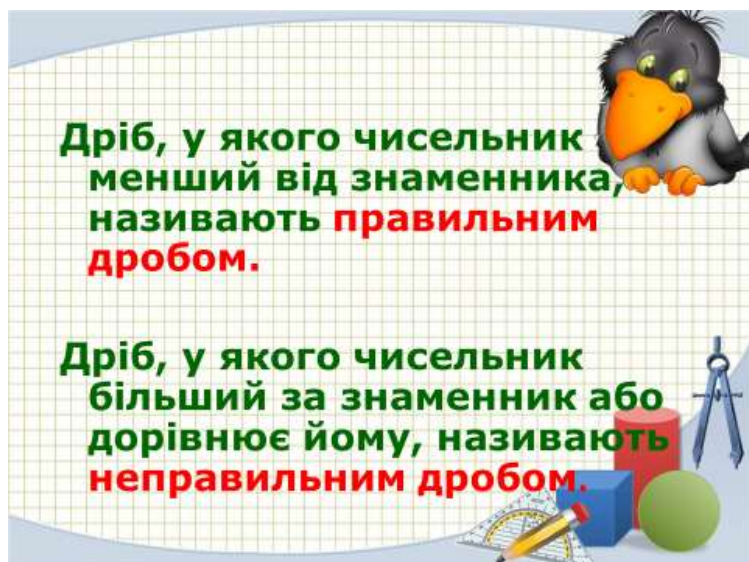 Дріб, у якого чисельник
менший від знаменника,
називають правильним
дробом.
Дріб, у якого чисельник
більший за знаменник або
дорівнює йому, називають
неправильним дробом.